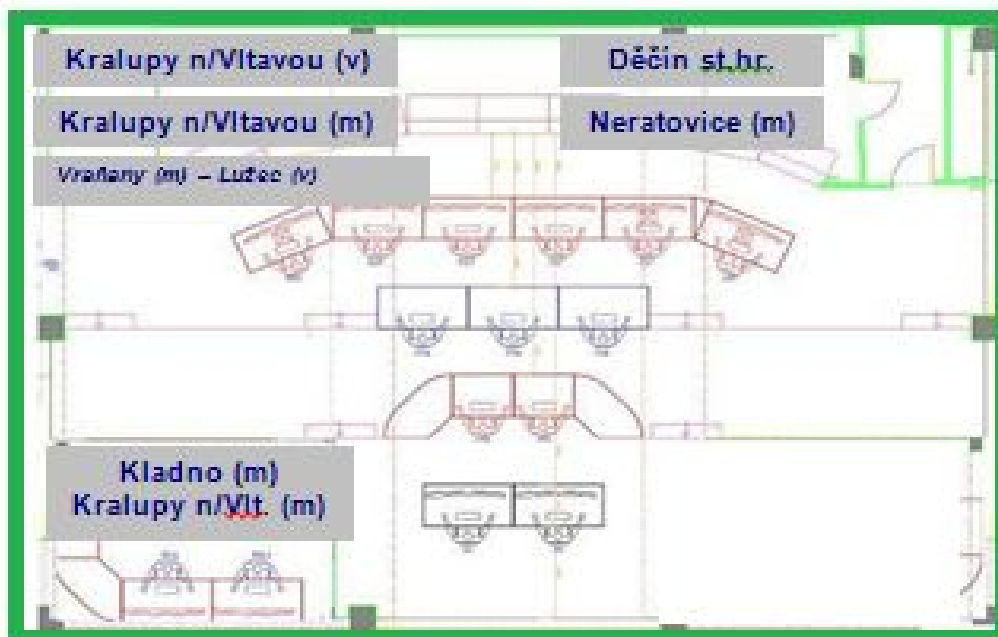 Kralupy n/Vltavou (v)
Děčín st.hr.
Kralupy n/Vltavou (m)
Neratovice (m)
Vraňany (m) – Lužec (v)
Kladno (m)
Kralupy n/Vlt. (m)